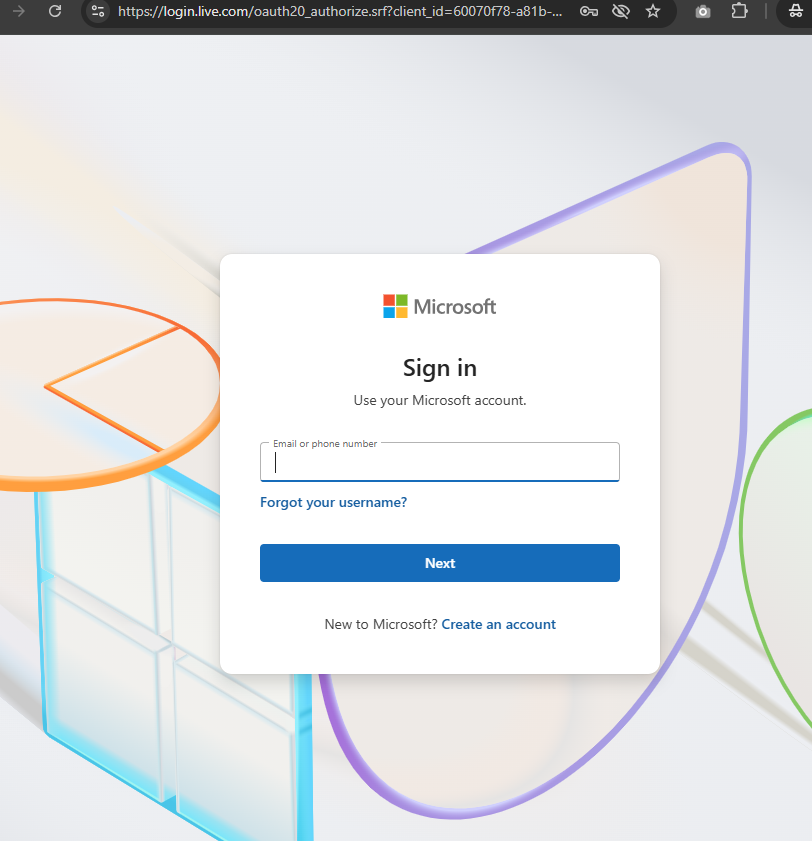 https://login.live.com/oauth20_authorize.srf?client_id=60070f78-a81b-...
Microsoft
Sign in
Use your Microsoft account.
Email or phone number
Forgot your username?
Next
New to Microsoft? Create an account